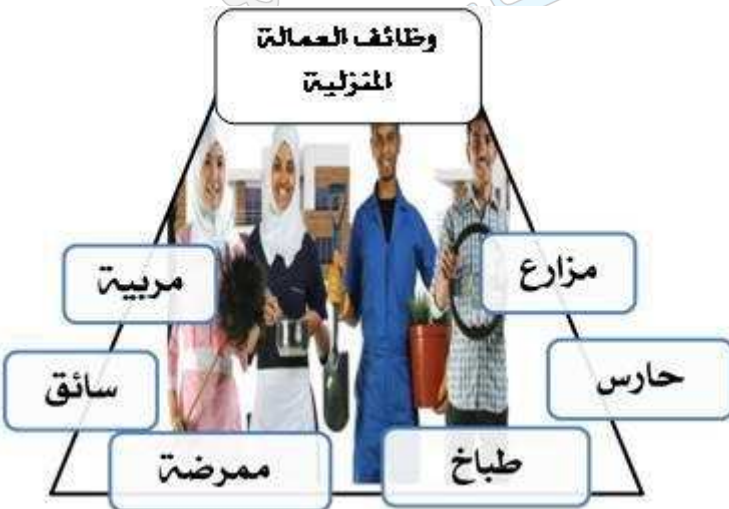 وظائف العمالة
المنزلية
مزارع
مربية
حارس
سائق
طباخ
ممرضة